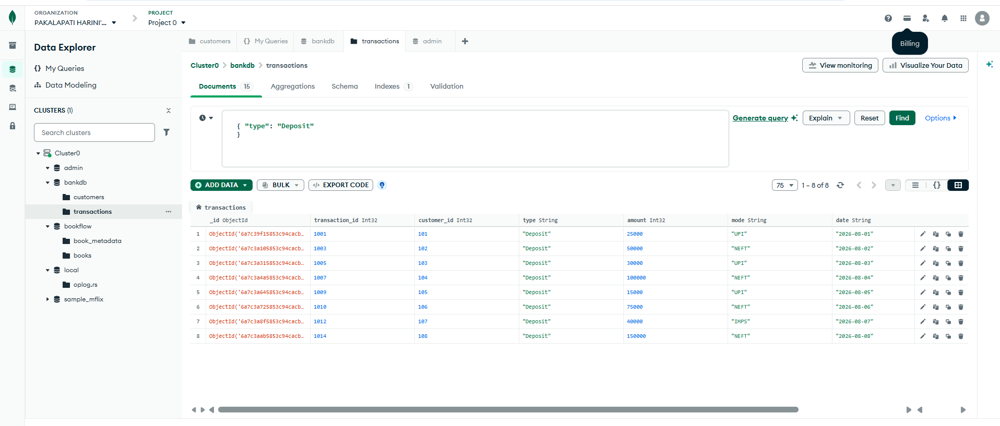 ORGANIZATION
PAKALAPATI HARINI'...
PROJECT
Project 0
Billing
Data Explorer
My Queries
Data Modeling
CLUSTERS (1)
Search clusters
Cluster0
admin
bankdb
customers
transactions
bookflow
book_metadata
books
local
oplog.rs
sample_mflix
customers {} My Queries bankdb transactions admin
Cluster0 > bankdb > transactions
View monitoring Visualize Your Data
Documents 15 Aggregations Schema Indexes 1 Validation
{ "type": "Deposit"
}
Generate query Explain Reset Find Options
ADD DATA BULK EXPORT CODE 75 1 – 8 of 8 {}
transactions
_id ObjectId transaction_id Int32 customer_id Int32 type String amount Int32 mode String date String
1 ObjectId('6a7c39f15853c94cacb… 1001 101 "Deposit" 25000 "UPI" "2026-08-01"
2 ObjectId('6a7c3a105853c94cacb… 1003 102 "Deposit" 50000 "NEFT" "2026-08-02"
3 ObjectId('6a7c3a315853c94cacb… 1005 103 "Deposit" 30000 "UPI" "2026-08-03"
4 ObjectId('6a7c3a4a5853c94cacb… 1007 104 "Deposit" 100000 "NEFT" "2026-08-04"
5 ObjectId('6a7c3a645853c94cacb… 1009 105 "Deposit" 15000 "UPI" "2026-08-05"
6 ObjectId('6a7c3a725853c94cacb… 1010 106 "Deposit" 75000 "NEFT" "2026-08-06"
7 ObjectId('6a7c3a8f5853c94cacb… 1012 107 "Deposit" 40000 "IMPS" "2026-08-07"
8 ObjectId('6a7c3aab5853c94cacb… 1014 108 "Deposit" 150000 "NEFT" "2026-08-08"